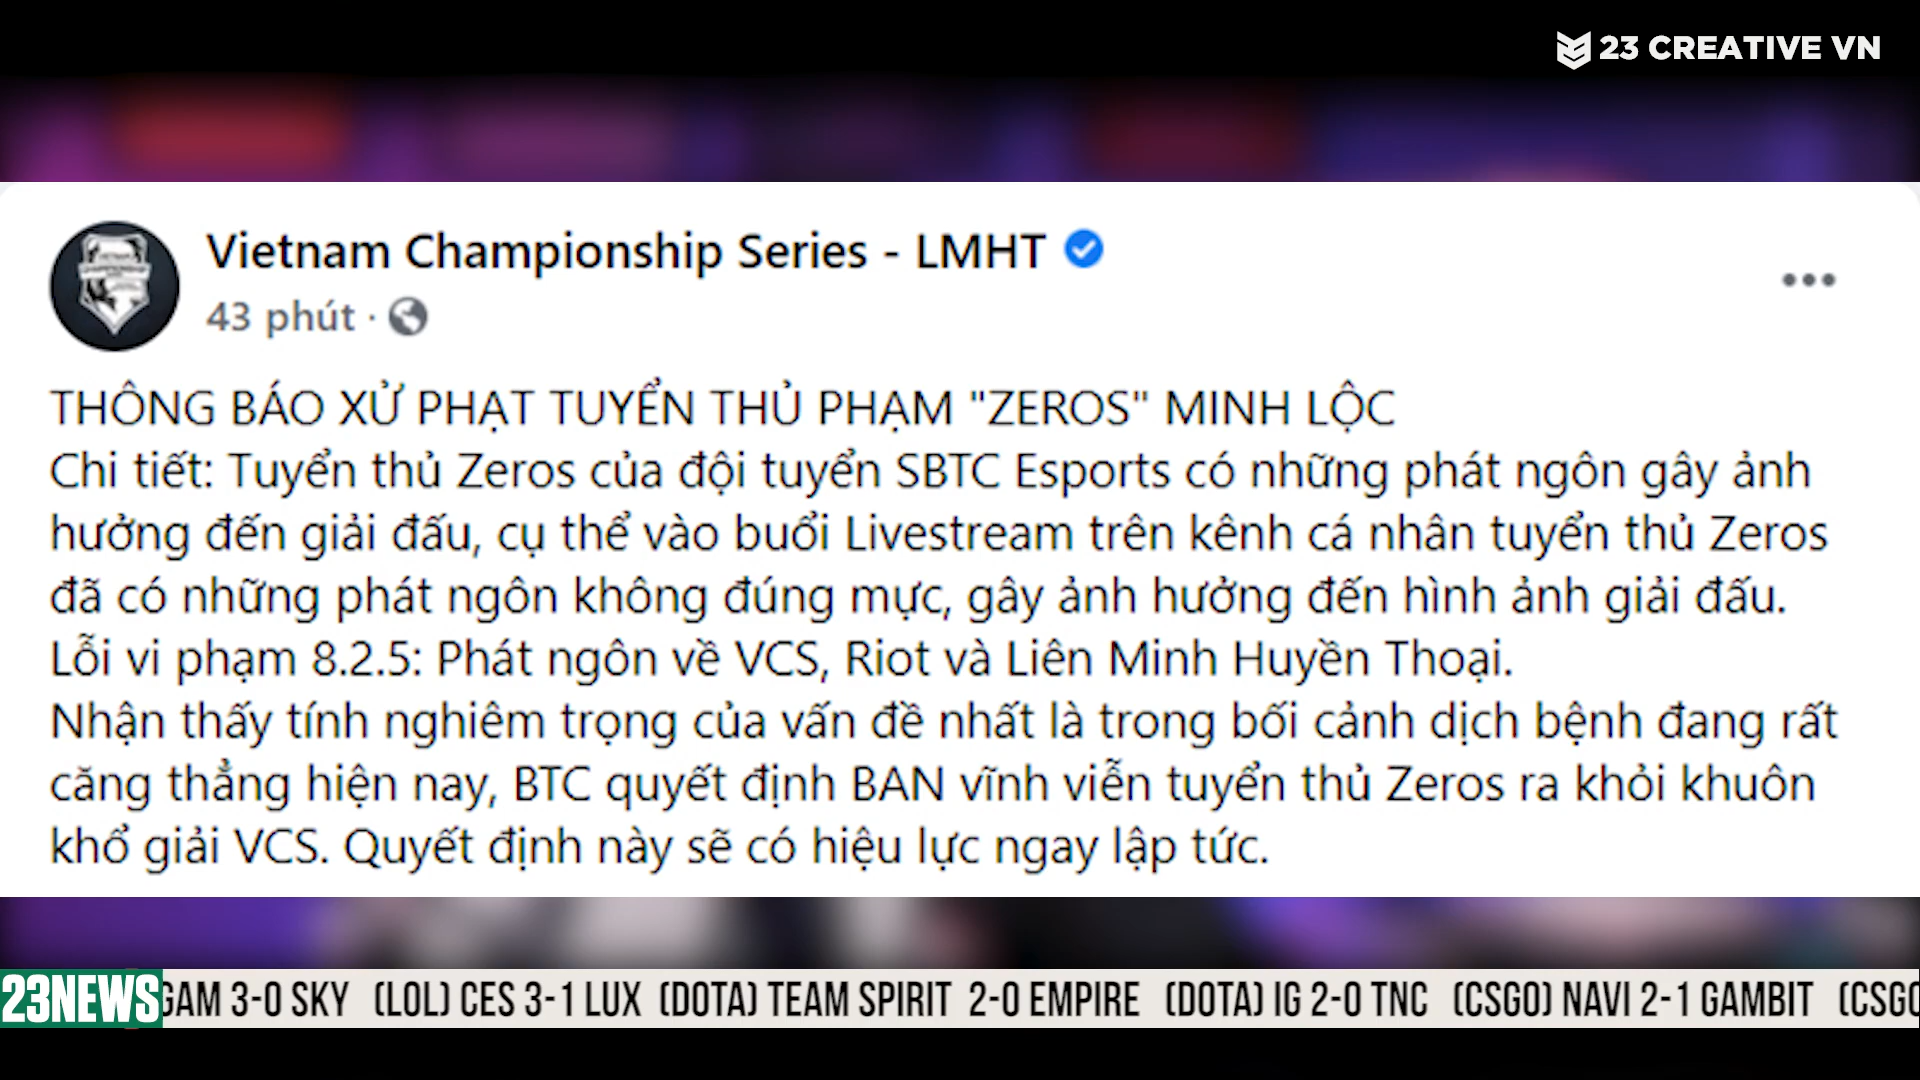 23 CREATIVE VN
Vietnam Championship Series - LMHT
43 phút ·
THÔNG BÁO XỬ PHẠT TUYỂN THỦ PHẠM "ZEROS" MINH LỘC
Chi tiết: Tuyển thủ Zeros của đội tuyển SBTC Esports có những phát ngôn gây ảnh
hưởng đến giải đấu, cụ thể vào buổi Livestream trên kênh cá nhân tuyển thủ Zeros
đã có những phát ngôn không đúng mực, gây ảnh hưởng đến hình ảnh giải đấu.
Lỗi vi phạm 8.2.5: Phát ngôn về VCS, Riot và Liên Minh Huyền Thoại.
Nhận thấy tính nghiêm trọng của vấn đề nhất là trong bối cảnh dịch bệnh đang rất
căng thẳng hiện nay, BTC quyết định BAN vĩnh viễn tuyển thủ Zeros ra khỏi khuôn
khổ giải VCS. Quyết định này sẽ có hiệu lực ngay lập tức.
23NEWS GAM 3-0 SKY (LOL) CES 3-1 LUX (DOTA) TEAM SPIRIT 2-0 EMPIRE (DOTA) IG 2-0 TNC (CSGO) NAVI 2-1 GAMBIT (CSGO